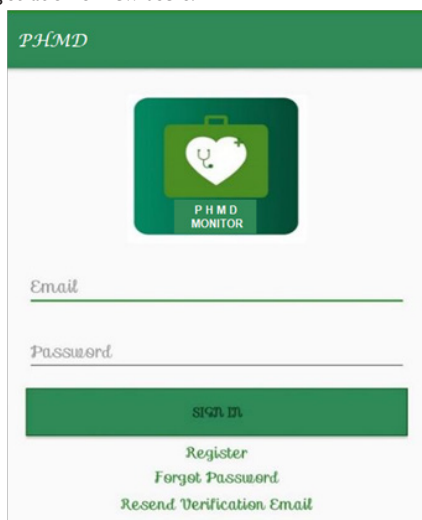 PHMD
PHMD
MONITOR
Email
Password
SIGN IN
Register
Forgot Password
Resend Verification Email